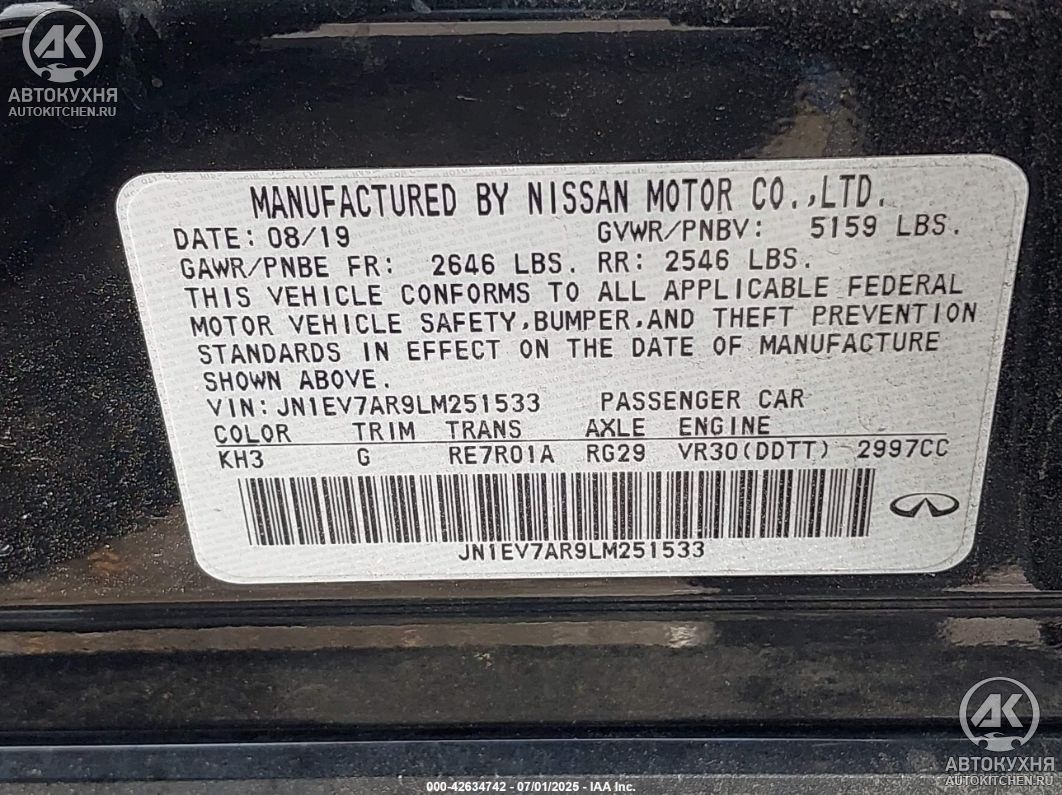 AK
АВТОКУХНЯ
AUTOKITCHEN.RU
MANUFACTURED BY NISSAN MOTOR CO.,LTD.
DATE: 08/19 GVWR/PNBV: 5159 LBS.
GAWR/PNBE FR: 2646 LBS. RR: 2546 LBS.
THIS VEHICLE CONFORMS TO ALL APPLICABLE FEDERAL
MOTOR VEHICLE SAFETY,BUMPER,AND THEFT PREVENTION
STANDARDS IN EFFECT ON THE DATE OF MANUFACTURE
SHOWN ABOVE.
VIN: JN1EV7AR9LM251533 PASSENGER CAR
COLOR TRIM TRANS AXLE ENGINE
KH3 G RE7R01A RG29 VR30(DDTT) 2997CC
JN1EV7AR9LM251533
AK
АВТОКУХНЯ
AUTOKITCHEN.RU
000-42634742 - 07/01/2025 - IAA Inc.